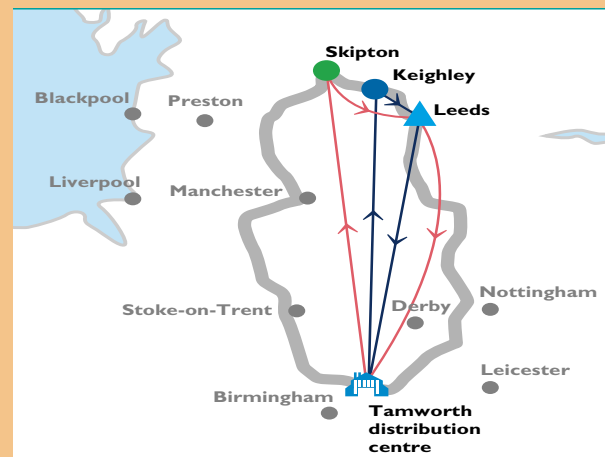 Skipton
Keighley
Blackpool
Preston
Leeds
Liverpool
Manchester
Stoke-on-Trent
Derby
Nottingham
Birmingham
Leicester
Tamworth
distribution
centre